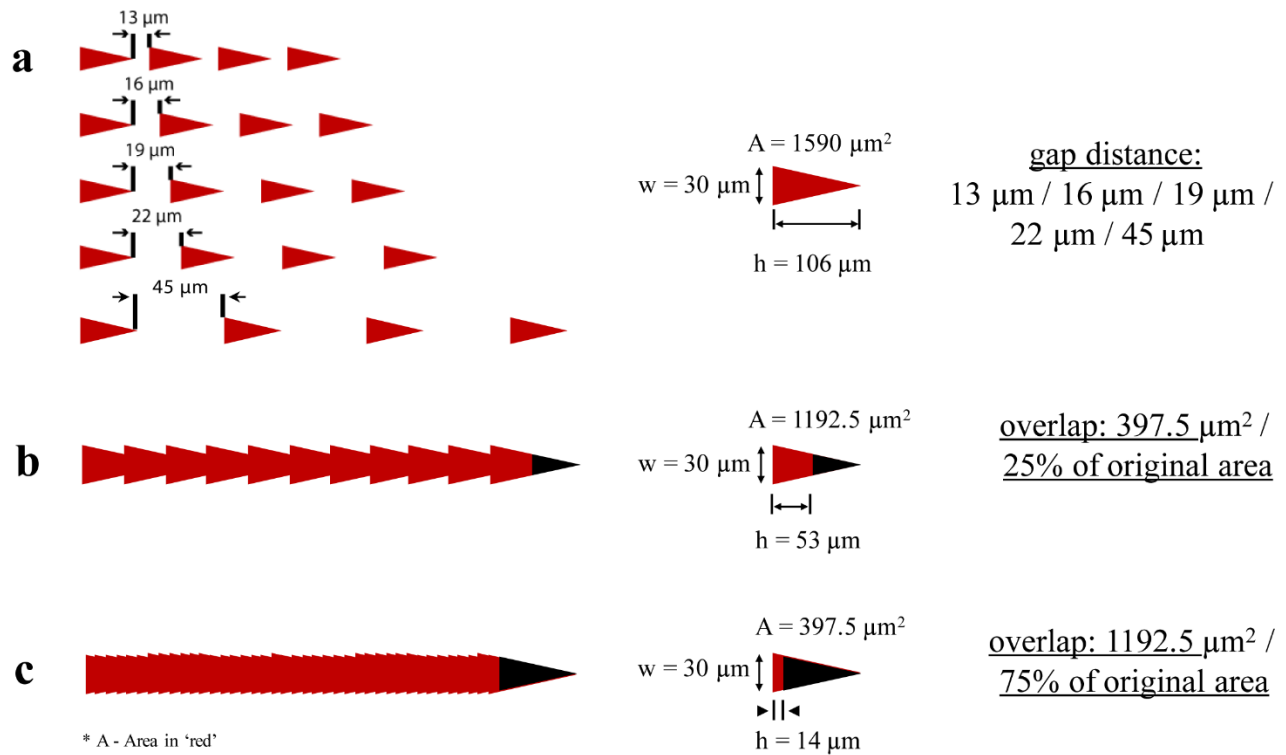 13 µm
a
16 µm
19 µm
22 µm
45 µm
A = 1590 µm²
w = 30 µm
h = 106 µm
gap distance:
13 µm / 16 µm / 19 µm /
22 µm / 45 µm
b
A = 1192.5 µm²
w = 30 µm
h = 53 µm
overlap: 397.5 µm² /
25% of original area
c
A = 397.5 µm²
w = 30 µm
h = 14 µm
overlap: 1192.5 µm² /
75% of original area
* A - Area in ‘red’